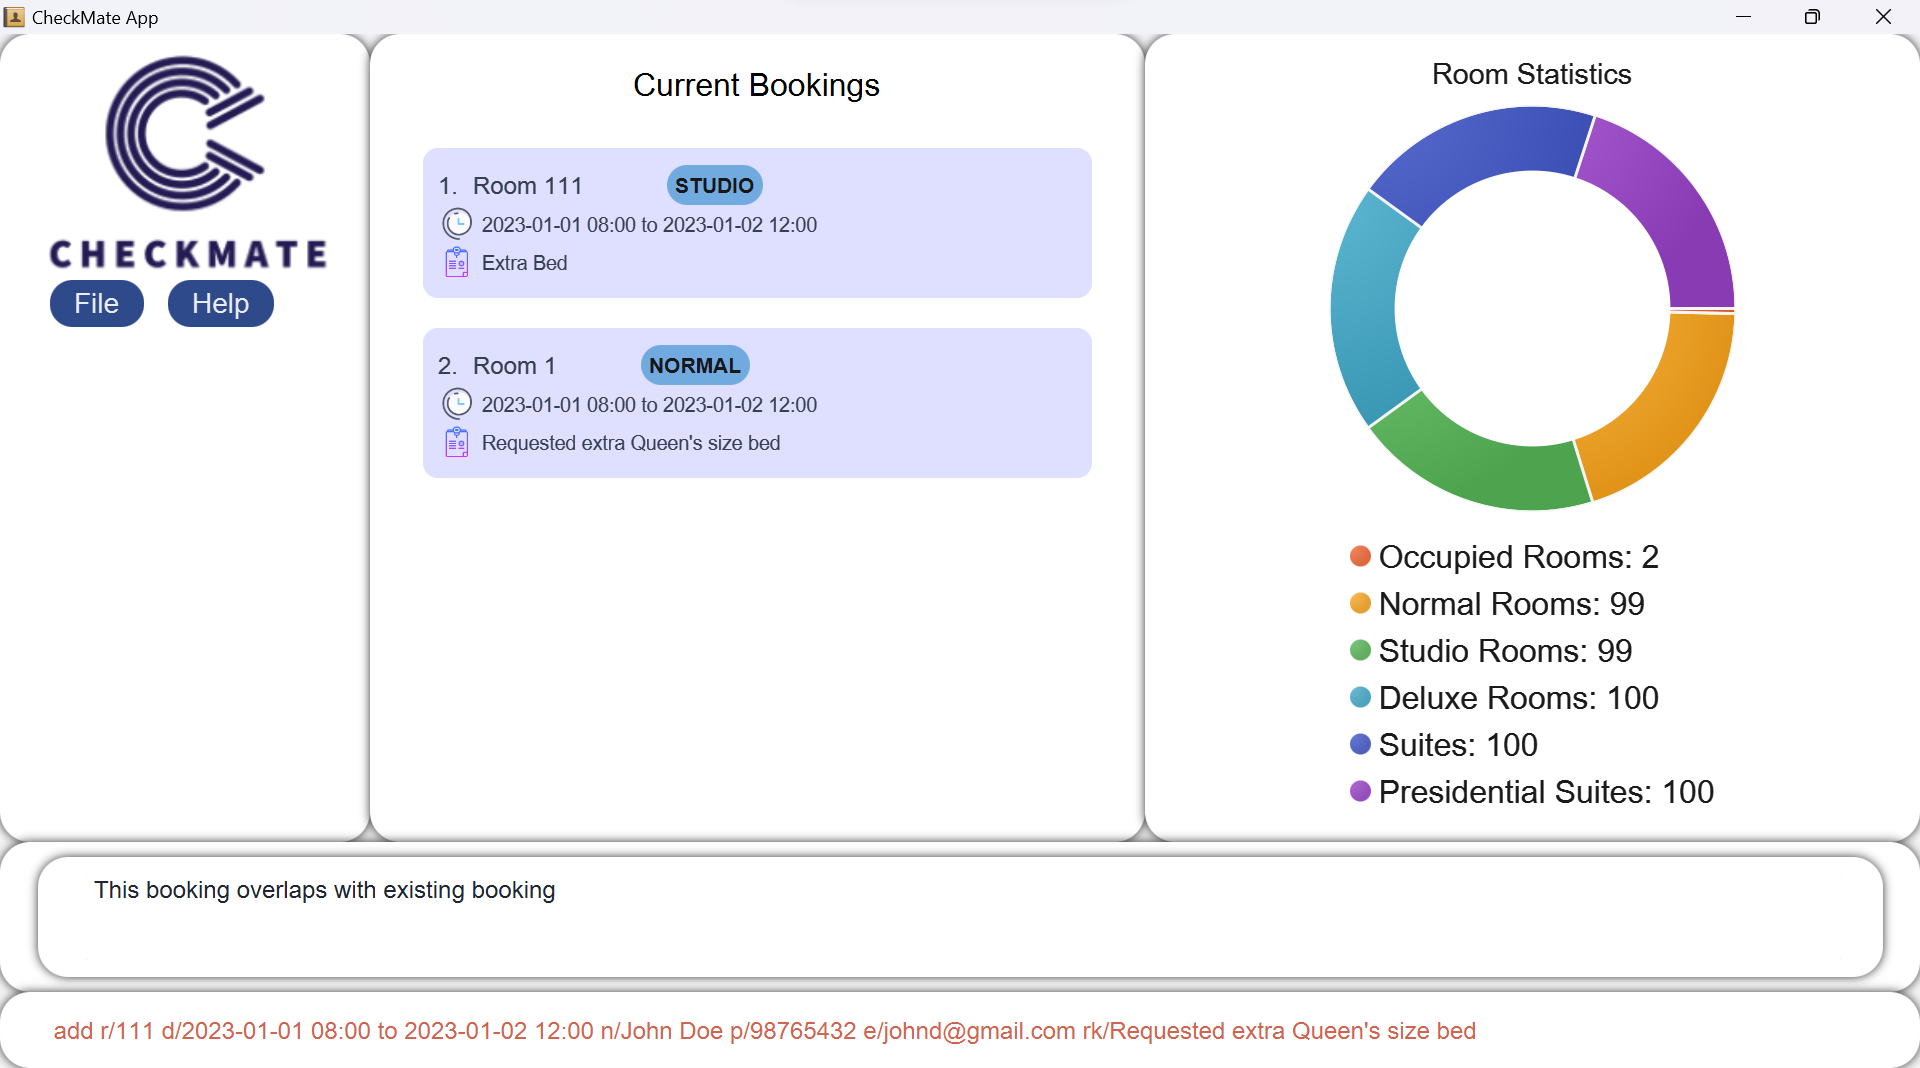 CheckMate App
CHECKMATE
File Help
Current Bookings
1. Room 111 STUDIO
2023-01-01 08:00 to 2023-01-02 12:00
Extra Bed
2. Room 1 NORMAL
2023-01-01 08:00 to 2023-01-02 12:00
Requested extra Queen's size bed
Room Statistics
Occupied Rooms: 2
Normal Rooms: 99
Studio Rooms: 99
Deluxe Rooms: 100
Suites: 100
Presidential Suites: 100
This booking overlaps with existing booking
add r/111 d/2023-01-01 08:00 to 2023-01-02 12:00 n/John Doe p/98765432 e/johnd@gmail.com rk/Requested extra Queen's size bed